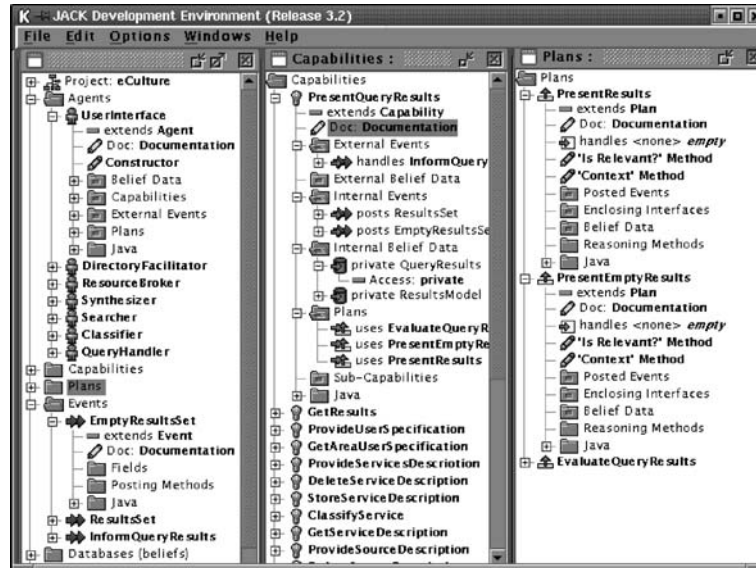 JACK Development Environment (Release 3.2)
File Edit Options Windows Help
Project: eCulture
Agents
UserInterface
extends Agent
Doc: Documentation
Constructor
Belief Data
Capabilities
External Events
Plans
Java
DirectoryFacilitator
ResourceBroker
Synthesizer
Searcher
Classifier
QueryHandler
Capabilities
Plans
Events
EmptyResultsSet
extends Event
Doc: Documentation
Fields
Posting Methods
Java
ResultsSet
InformQueryResults
Databases (beliefs)
Capabilities :
Capabilities
PresentQueryResults
extends Capability
Doc: Documentation
External Events
handles InformQuery
External Belief Data
Internal Events
posts ResultsSet
posts EmptyResultsSe
Internal Belief Data
private QueryResults
Access: private
private ResultsModel
Plans
uses EvaluateQueryR
uses PresentEmptyRe
uses PresentResults
Sub-Capabilities
Java
GetResults
ProvideUserSpecification
GetAreaUserSpecification
ProvideServicesDescriotion
DeleteServiceDescription
StoreServiceDescription
ClassifyService
GetServiceDescription
ProvideSourceDescription
Plans :
Plans
PresentResults
extends Plan
Doc: Documentation
handles <none> empty
'Is Relevant?' Method
'Context' Method
Posted Events
Enclosing Interfaces
Belief Data
Reasoning Methods
Java
PresentEmptyResults
extends Plan
Doc: Documentation
handles <none> empty
'Is Relevant?' Method
'Context' Method
Posted Events
Enclosing Interfaces
Belief Data
Reasoning Methods
Java
EvaluateQueryResults